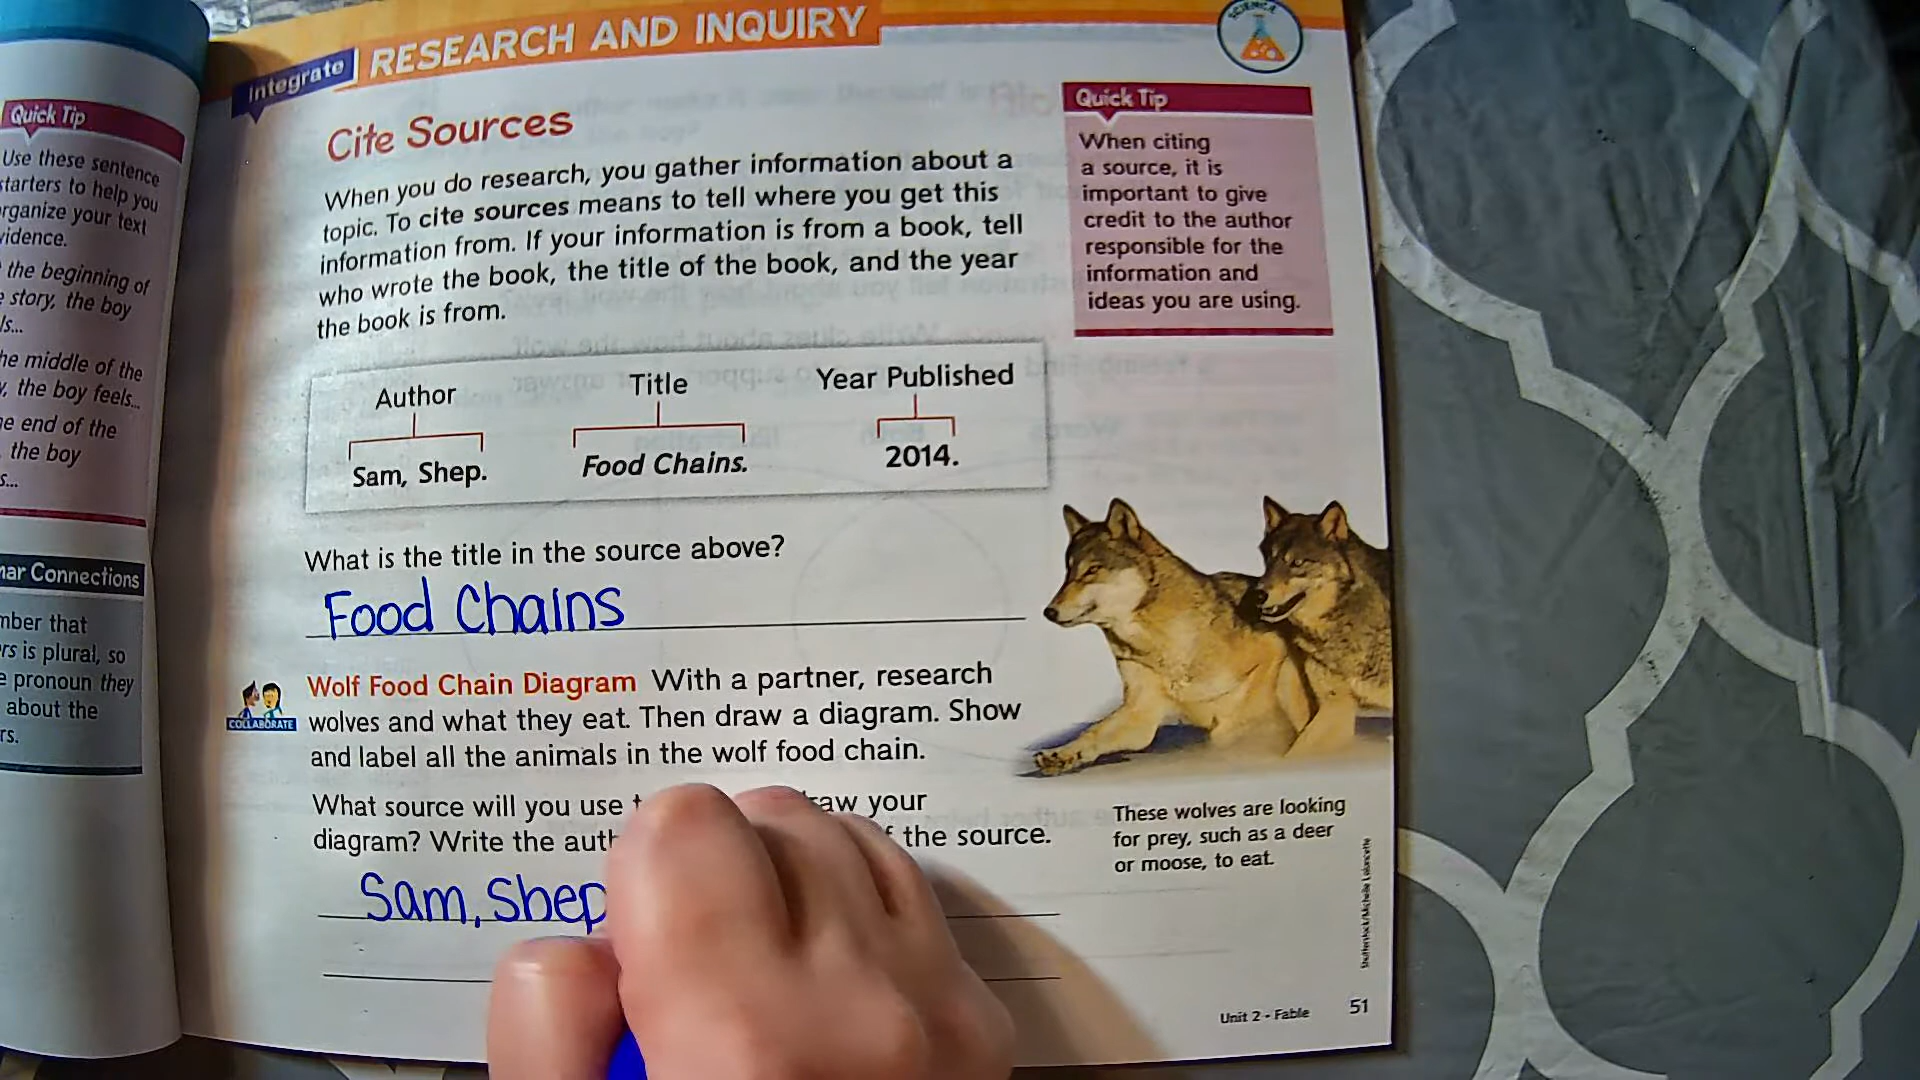 Quick Tip
Use these sentence
starters to help you
organize your text
evidence.
the beginning of
story, the boy
ls...
he middle of the
y, the boy feels...
he end of the
the boy
s...
nar Connections
mber that
rs is plural, so
e pronoun they
about the
rs.
Integrate
RESEARCH AND INQUIRY
SCIENCE
Cite Sources
When you do research, you gather information about a
topic. To cite sources means to tell where you get this
information from. If your information is from a book, tell
who wrote the book, the title of the book, and the year
the book is from.
Quick Tip
When citing
a source, it is
important to give
credit to the author
responsible for the
information and
ideas you are using.
Author Title Year Published
Sam, Shep. Food Chains. 2014.
What is the title in the source above?
Food Chains
COLLABORATE
Wolf Food Chain Diagram With a partner, research
wolves and what they eat. Then draw a diagram. Show
and label all the animals in the wolf food chain.
What source will you use your
diagram? Write the the source.
Sam, Shep
These wolves are looking
for prey, such as a deer
or moose, to eat.
Unit 2 - Fable 51